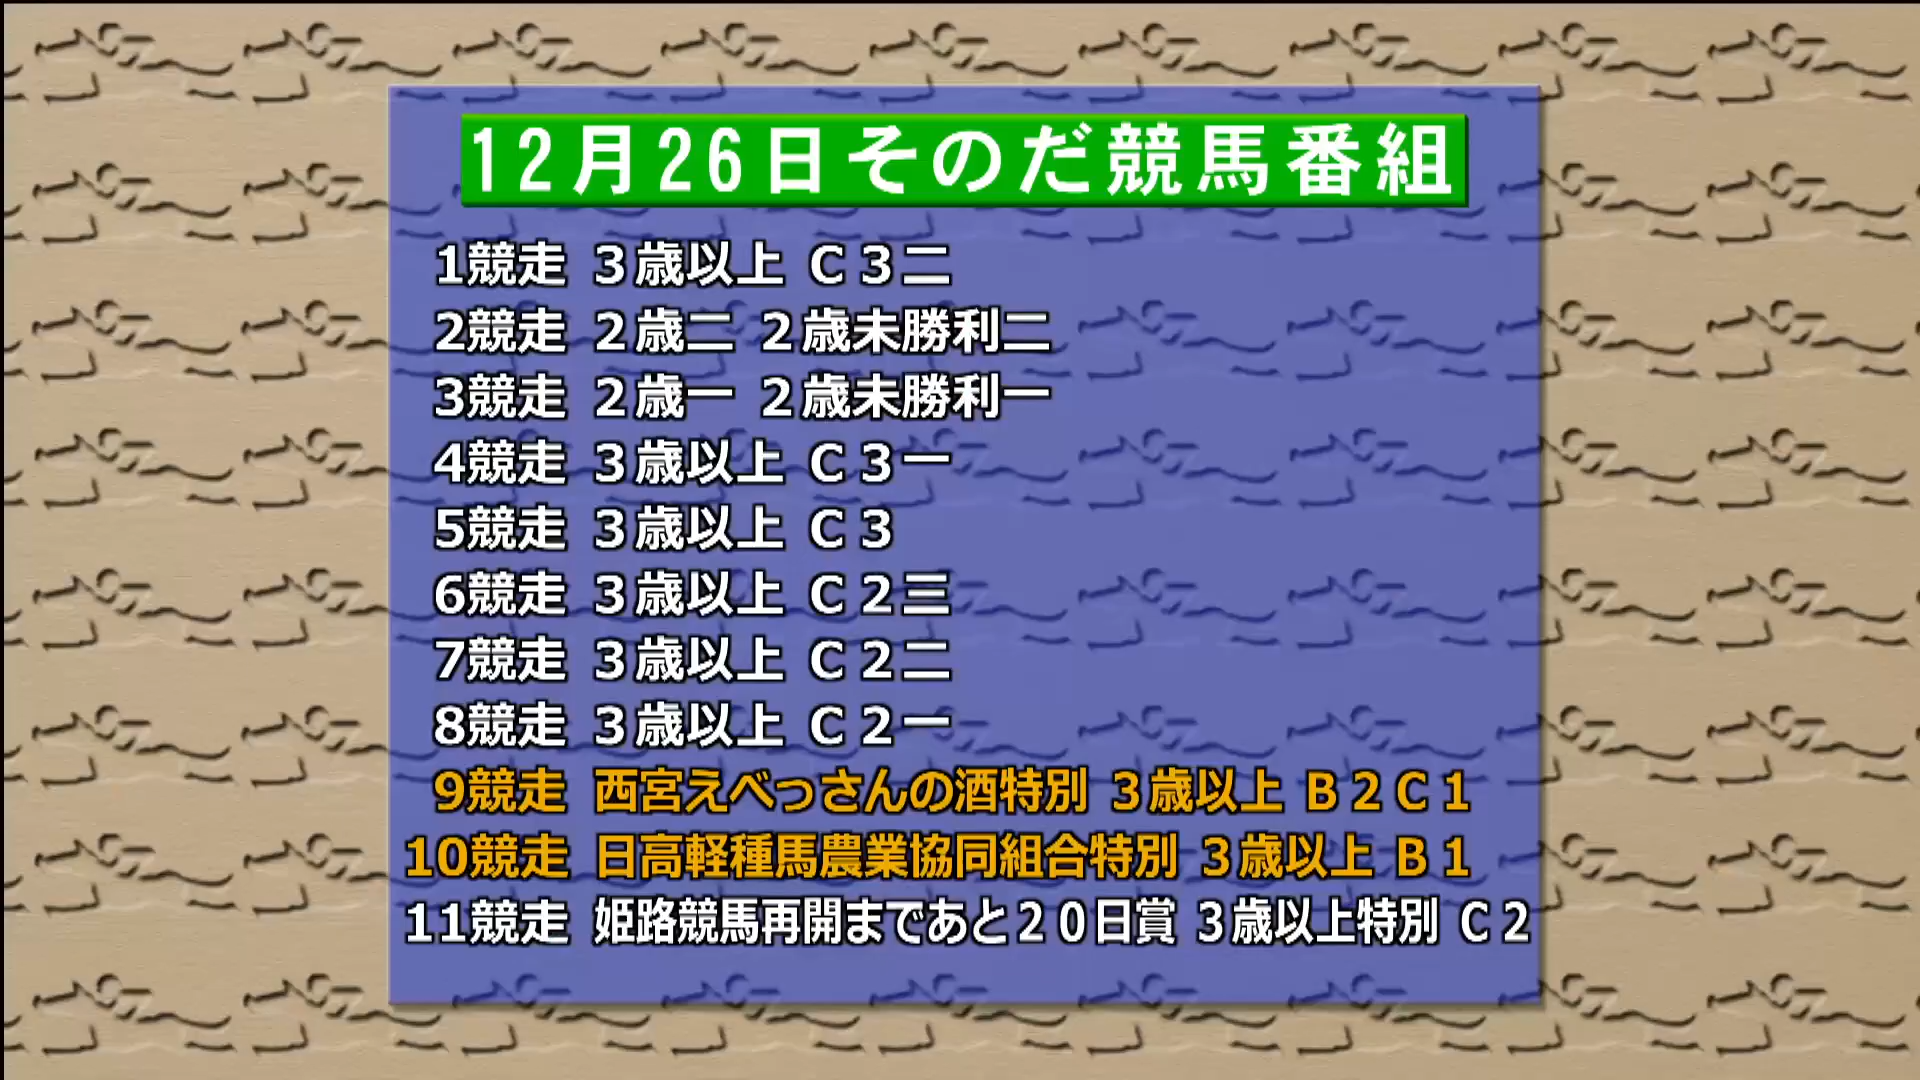 12月26日そのだ競馬番組
1競走 ３歳以上 Ｃ３二
2競走 ２歳二 ２歳未勝利二
3競走 ２歳一 ２歳未勝利一
4競走 ３歳以上 Ｃ３一
5競走 ３歳以上 Ｃ３
6競走 ３歳以上 Ｃ２三
7競走 ３歳以上 Ｃ２二
8競走 ３歳以上 Ｃ２一
9競走 西宮えべっさんの酒特別 ３歳以上 Ｂ２Ｃ１
10競走 日高軽種馬農業協同組合特別 ３歳以上 Ｂ１
11競走 姫路競馬再開まであと２０日賞 ３歳以上特別 Ｃ２